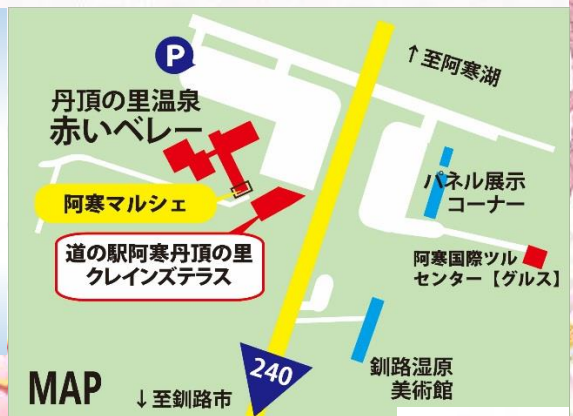 P
↑至阿寒湖
丹頂の里温泉
赤いベレー
パネル展示
コーナー
阿寒マルシェ
道の駅阿寒丹頂の里
クレインズテラス
阿寒国際ツル
センター【グルス】
240
釧路湿原
美術館
MAP
↓至釧路市